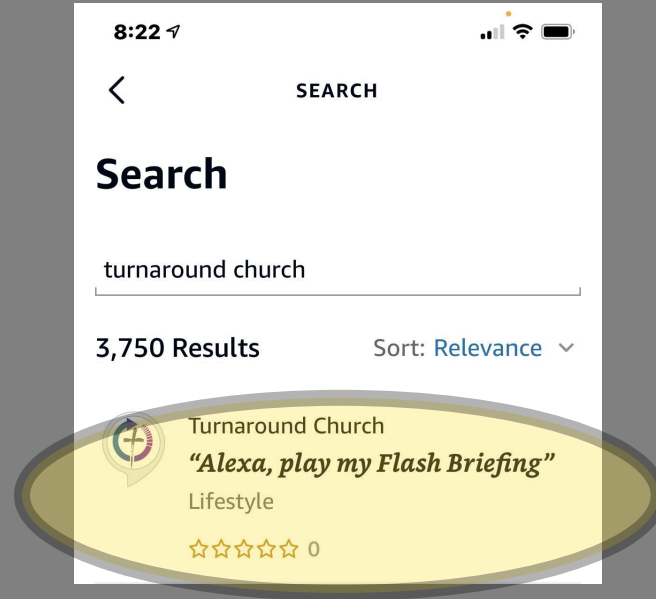 8:22
SEARCH
Search
turnaround church
3,750 Results
Sort: Relevance
Turnaround Church
“Alexa, play my Flash Briefing”
Lifestyle
0